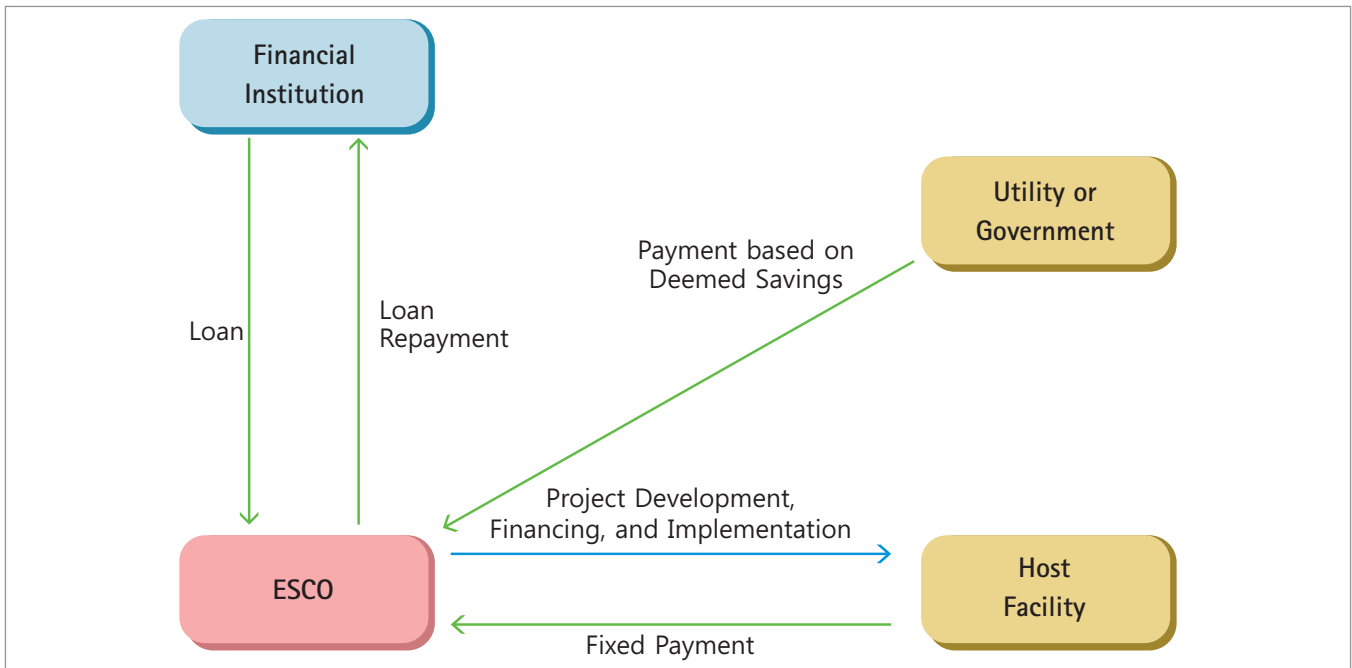 Financial
Institution
Utility or
Government
Payment based on
Deemed Savings
Loan
Loan
Repayment
Project Development,
Financing, and Implementation
ESCO
Host
Facility
Fixed Payment